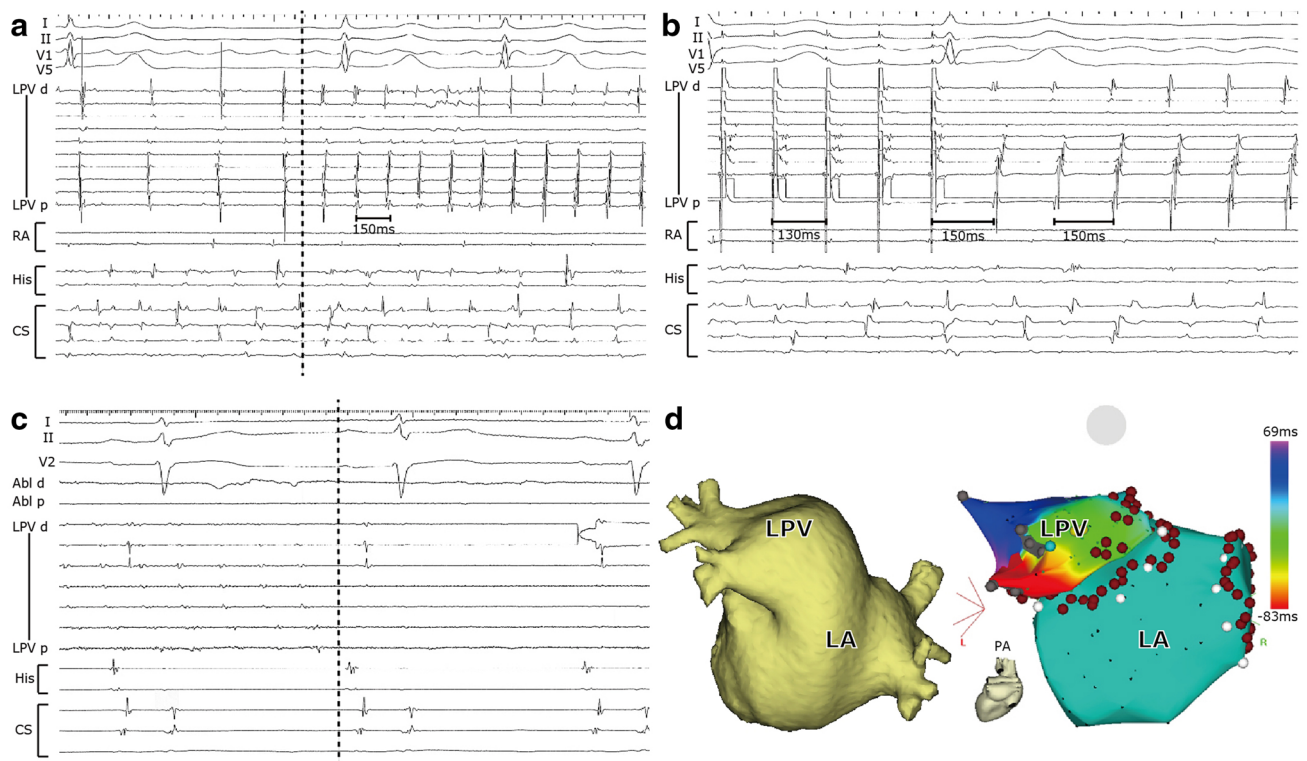 a
I
II
V1
V5
LPV d
LPV p
150ms
RA
His
CS
b
I
II
V1
V5
LPV d
LPV p
130ms
150ms
150ms
RA
His
CS
c
I
II
V2
Abl d
Abl p
LPV d
LPV p
His
CS
d
LPV
LA
69ms
LPV
LA
-83ms
L
PA
R